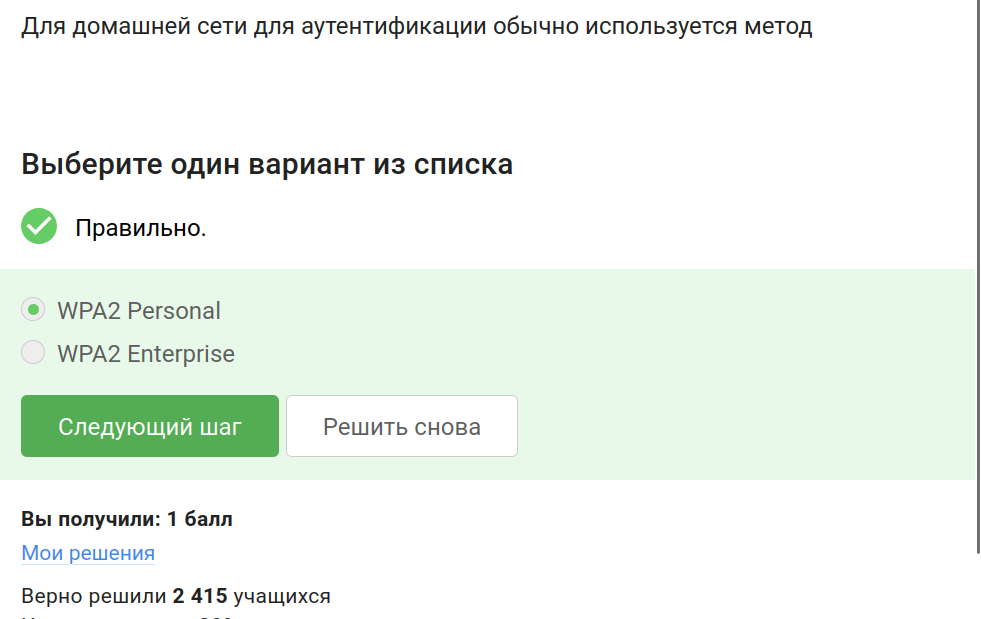 Для домашней сети для аутентификации обычно используется метод
Выберите один вариант из списка
Правильно.
WPA2 Personal
WPA2 Enterprise
Следующий шаг
Решить снова
Вы получили: 1 балл
Мои решения
Верно решили 2 415 учащихся